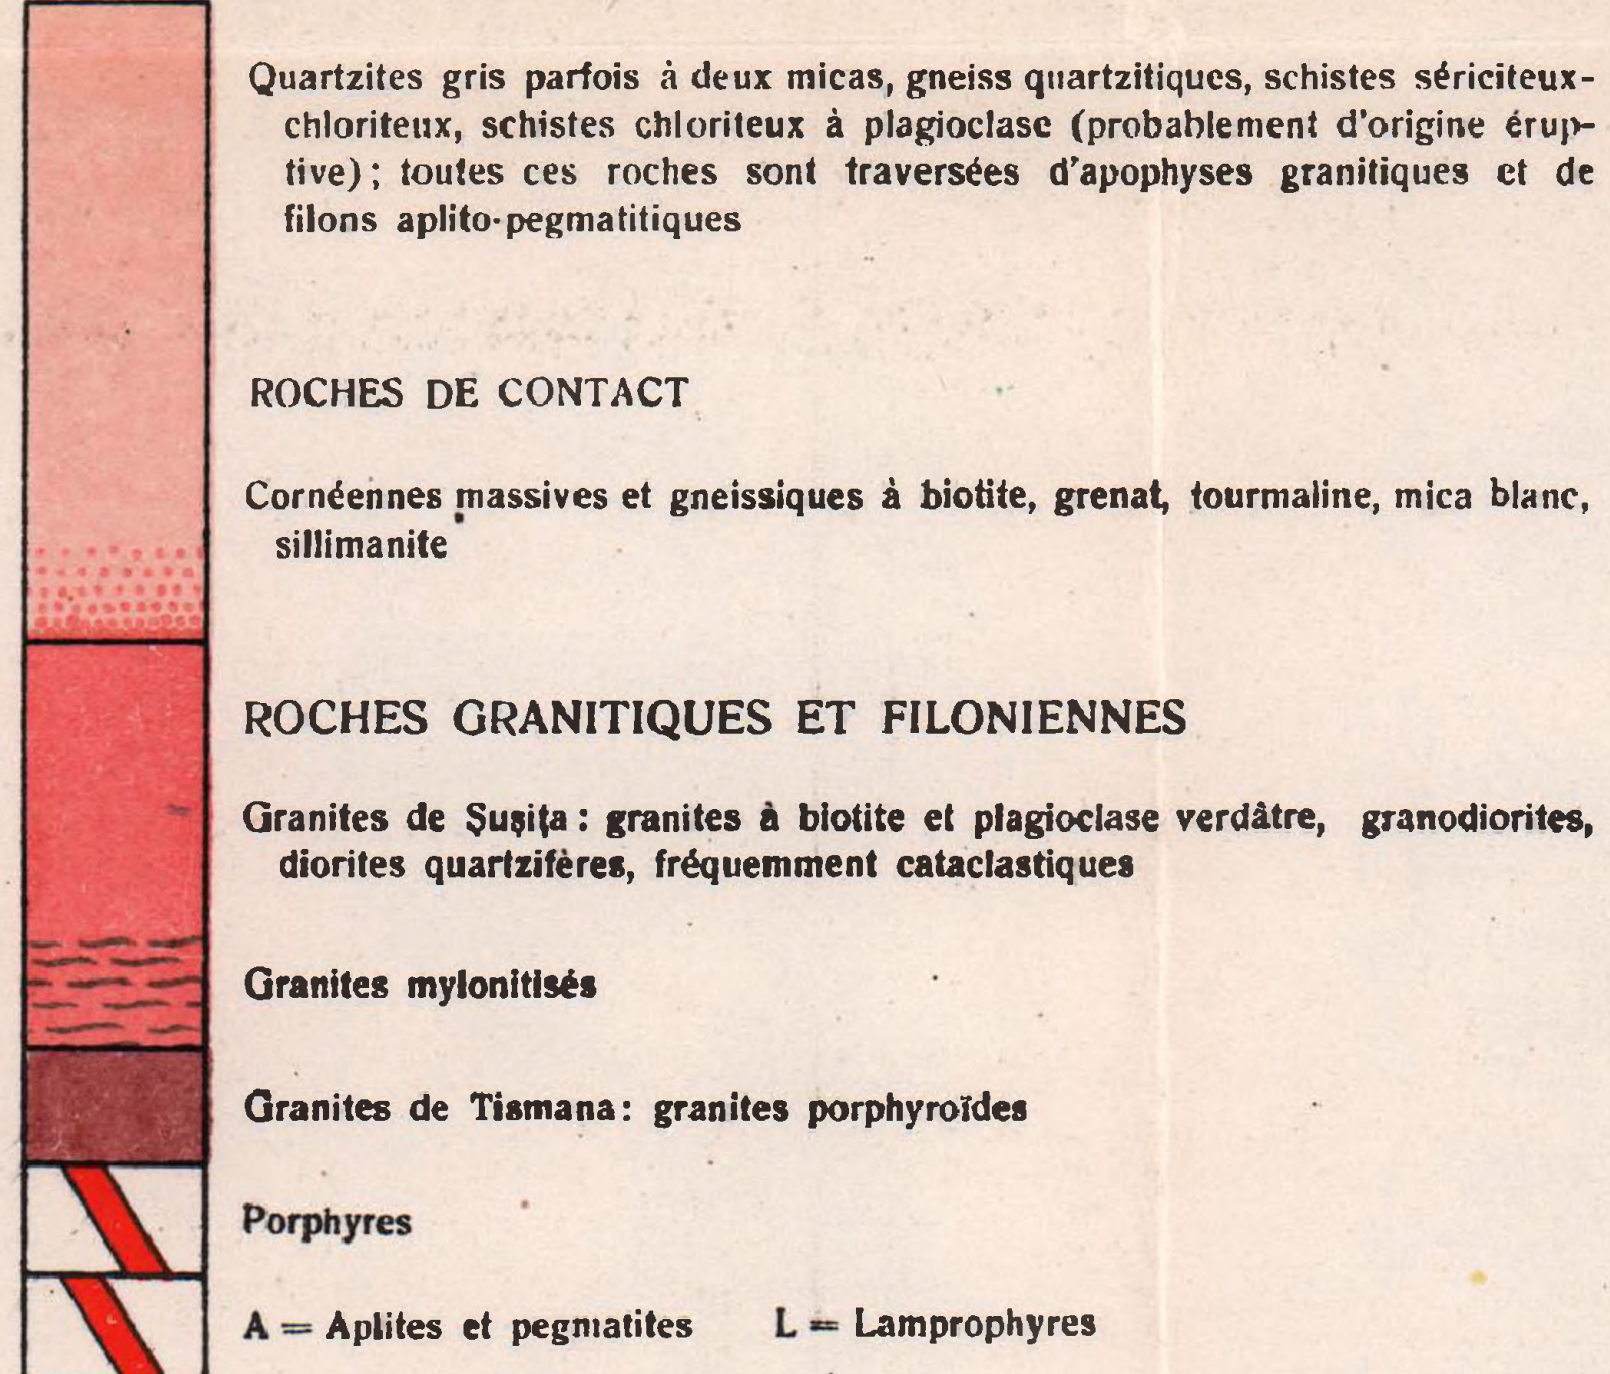 Quartzites gris parfois à deux micas, gneiss quartzitiques, schistes sériciteux-
chloriteux, schistes chloriteux à plagioclase (probablement d'origine érup-
tive) ; toutes ces roches sont traversées d'apophyses granitiques et de
filons aplito-pegmatitiques
ROCHES DE CONTACT
Cornéennes massives et gneissiques à biotite, grenat, tourmaline, mica blanc,
sillimanite
ROCHES GRANITIQUES ET FILONIENNES
Granites de Șușița : granites à biotite et plagioclase verdâtre, granodiorites,
diorites quartzifères, fréquemment cataclastiques
Granites mylonitisés
Granites de Tismana : granites porphyroïdes
Porphyres
A = Aplites et pegmatites L = Lamprophyres